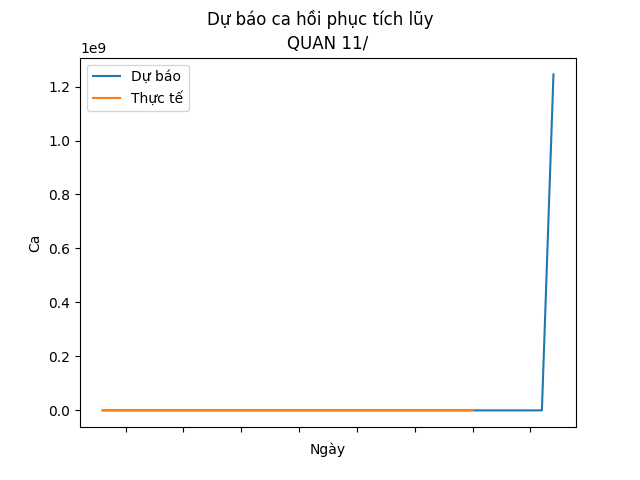 Dự báo ca hồi phục tích lũy
QUAN 11/
1e9
Dự báo
Thực tế
1.2
1.0
0.8
0.6
0.4
0.2
0.0
Ca
Ngày